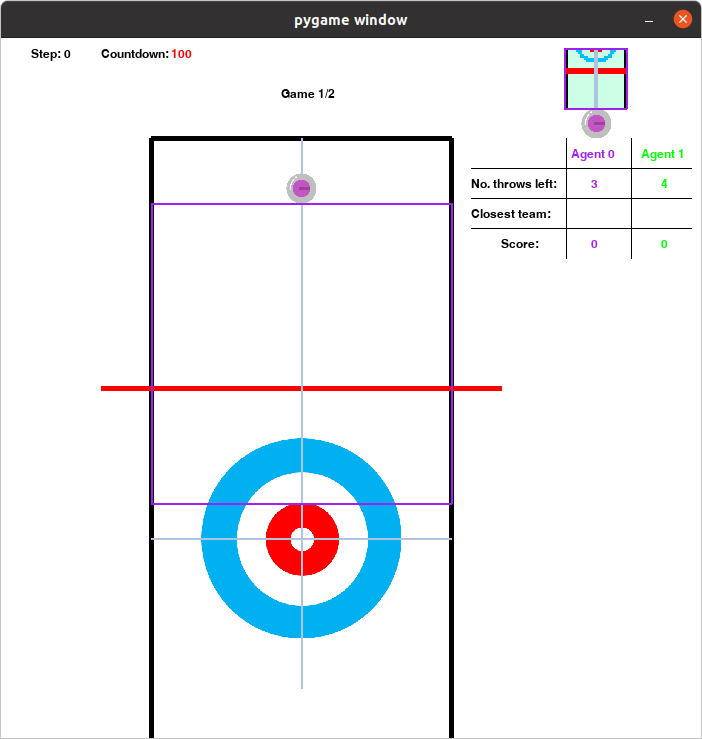 pygame window
Step: 0 Countdown: 100
Game 1/2
Agent 0 Agent 1
No. throws left: 3 4
Closest team:
Score: 0 0